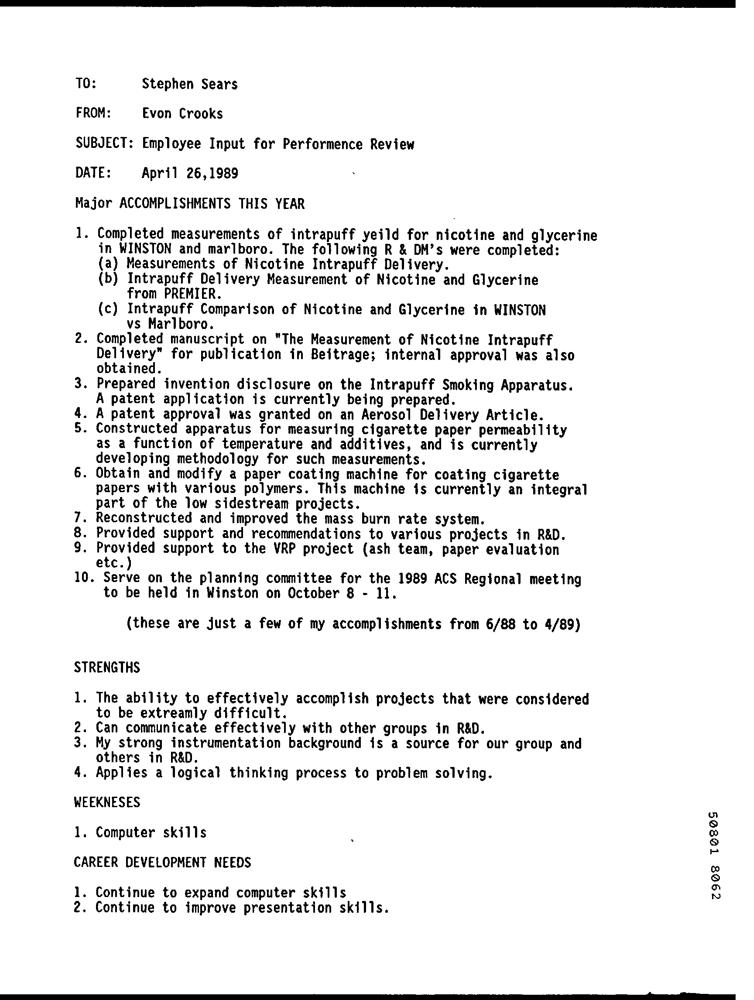 TO: Stephen Sears
FROM: Evon Crooks
SUBJECT: Employee Input for Performence Review
DATE: April 26,1989
Major ACCOMPLISHMENTS THIS YEAR
1. Completed measurements of intrapuff yeild for nicotine and glycerine
in WINSTON and marlboro. The following R & DM's were completed:
(a) Measurements of Nicotine Intrapuff Delivery.
(b) Intrapuff Delivery Measurement of Nicotine and Glycerine
from PREMIER.
(c) Intrapuff Comparison of Nicotine and Glycerine in WINSTON
vs Marlboro.
2. Completed manuscript on "The Measurement of Nicotine Intrapuff
Delivery" for publication in Beitrage; internal approval was also
obtained.
3. Prepared invention disclosure on the Intrapuff Smoking Apparatus.
A patent application is currently being prepared.
4. A patent approval was granted on an Aerosol Delivery Article.
5. Constructed apparatus for measuring cigarette paper permeability
as a function of temperature and additives, and is currently
developing methodology for such measurements.
6. Obtain and modify a paper coating machine for coating cigarette
papers with various polymers. This machine is currently an integral
part of the low sidestream projects.
7. Reconstructed and improved the mass burn rate system.
8. Provided support and recommendations to various projects in R&D.
9. Provided support to the VRP project (ash team, paper evaluation
etc.)
10. Serve on the planning committee for the 1989 ACS Regional meeting
to be held in Winston on October 8 - 11.
(these are just a few of my accomplishments from 6/88 to 4/89)
STRENGTHS
1. The ability to effectively accomplish projects that were considered
to be extreamly difficult.
2. Can communicate effectively with other groups in R&D.
3. My strong instrumentation background is a source for our group and
others in R&D.
4. Applies a logical thinking process to problem solving.
WEEKNESES
1. Computer skills
CAREER DEVELOPMENT NEEDS
1. Continue to expand computer skills
2. Continue to improve presentation skills.
50801 8062